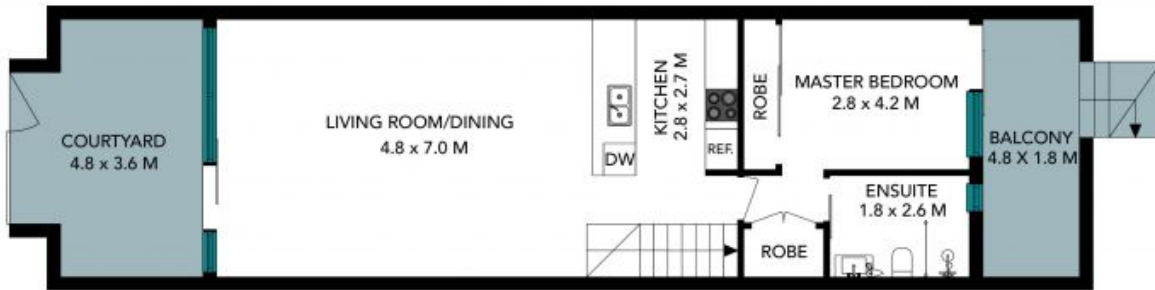 COURTYARD
4.8 x 3.6 M
LIVING ROOM/DINING
4.8 x 7.0 M
KITCHEN
2.8 x 2.7 M
DW
REF.
ROBE
MASTER BEDROOM
2.8 x 4.2 M
BALCONY
4.8 X 1.8 M
ENSUITE
1.8 x 2.6 M
ROBE